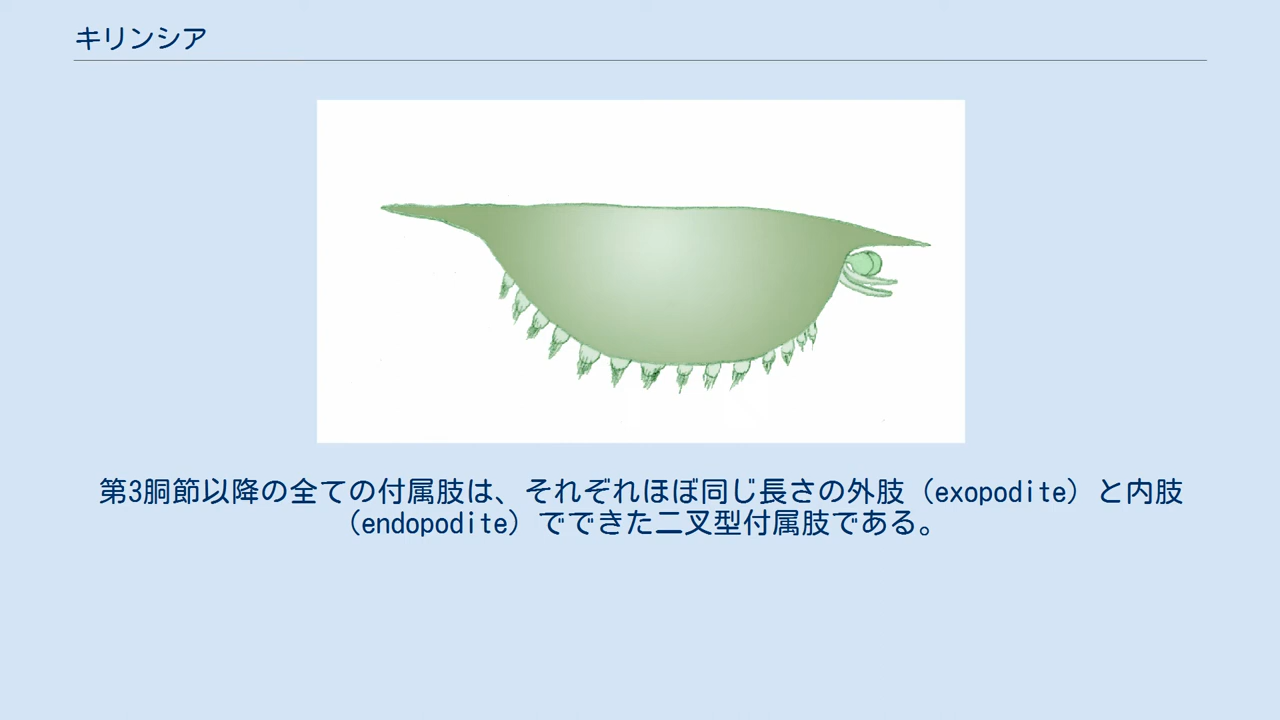 キリンシア
第3胴節以降の全ての付属肢は、それぞれほぼ同じ長さの外肢（exopodite）と内肢
（endopodite）でできた二叉型付属肢である。